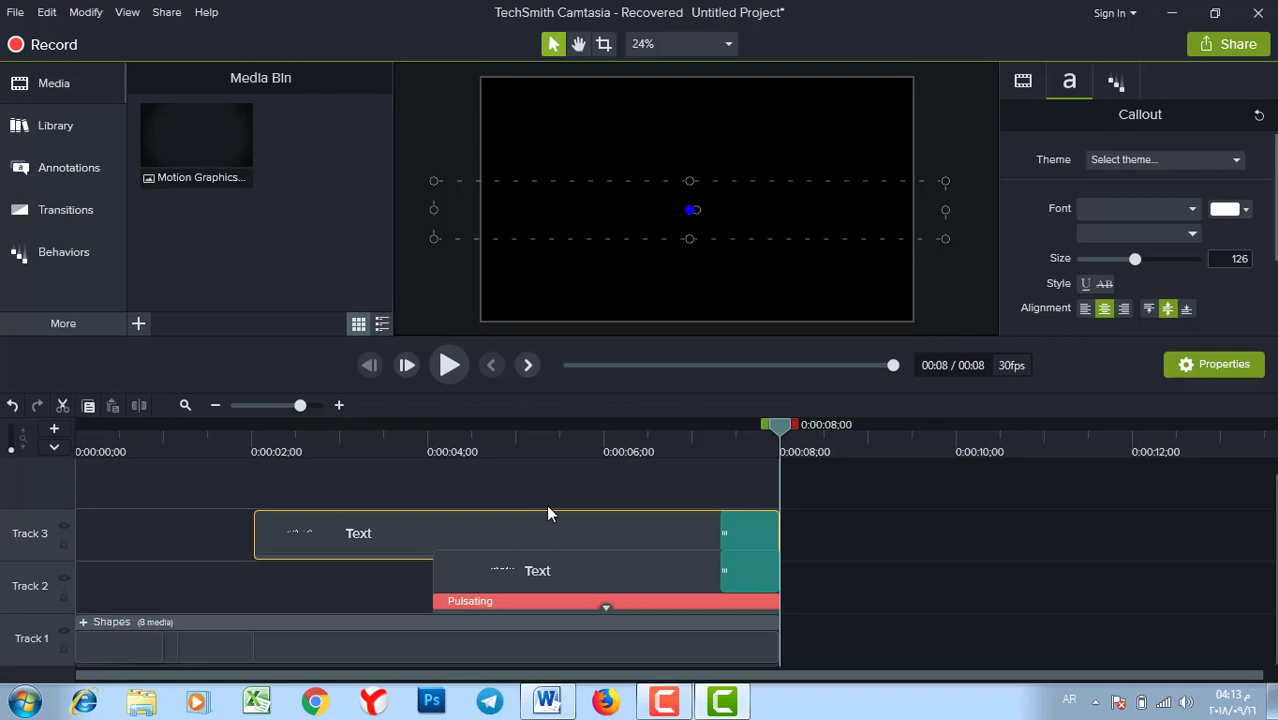 File Edit Modify View Share Help
TechSmith Camtasia - Recovered Untitled Project*
Sign In
Record
24%
Share
Media
Library
Annotations
Transitions
Behaviors
More
Media Bin
Motion Graphics...
a
Callout
Theme Select theme...
Font
Size 126
Style U AB
Alignment
00:08 / 00:08 30fps
Properties
0:00:08;00
0:00:00;00 0:00:02;00 0:00:04;00 0:00:06;00 0:00:08;00 0:00:10;00 0:00:12;00
Track 3 Text
Track 2 Text
Pulsating
Track 1 + Shapes (8 media)
AR
04:13 م
٢٠١٨/٠٩/٢٦